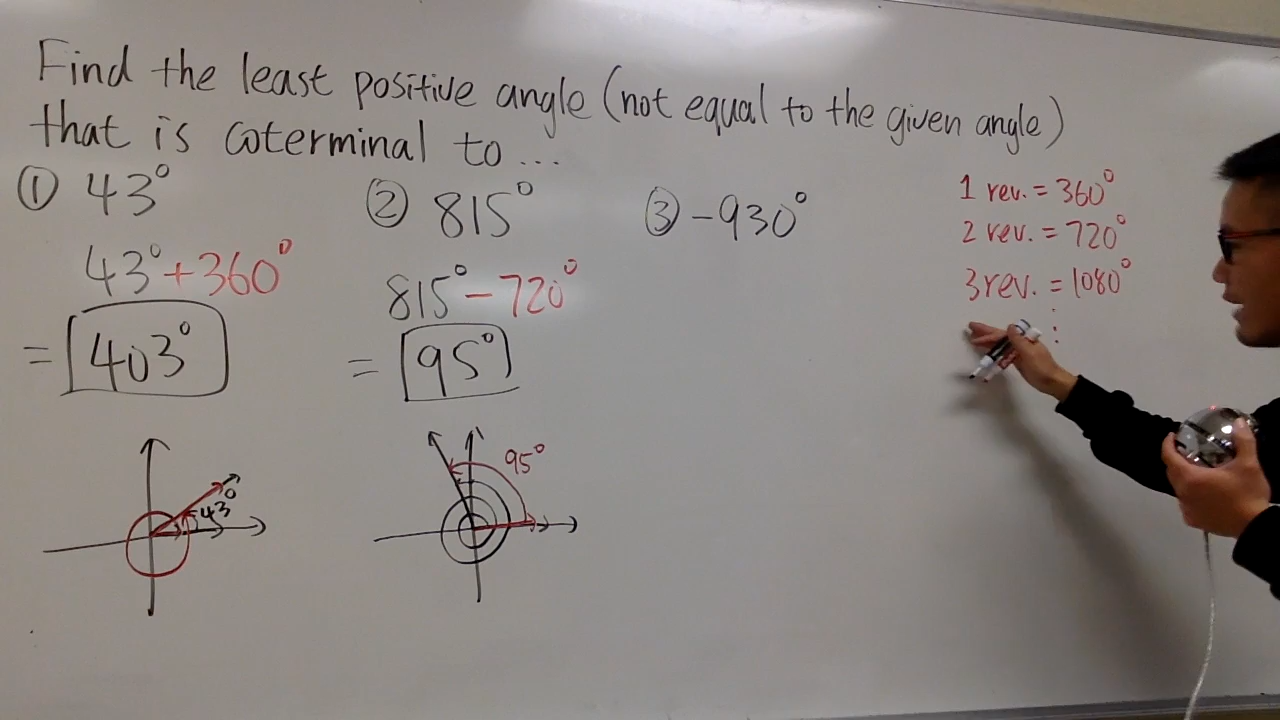 Find the least positive angle (not equal to the given angle)
that is coterminal to ...
① 43°
43° + 360°
= 403°
43°
② 815°
815° - 720°
= 95°
95°
③ -930°
1 rev. = 360°
2 rev. = 720°
3 rev. = 1080°
⋮